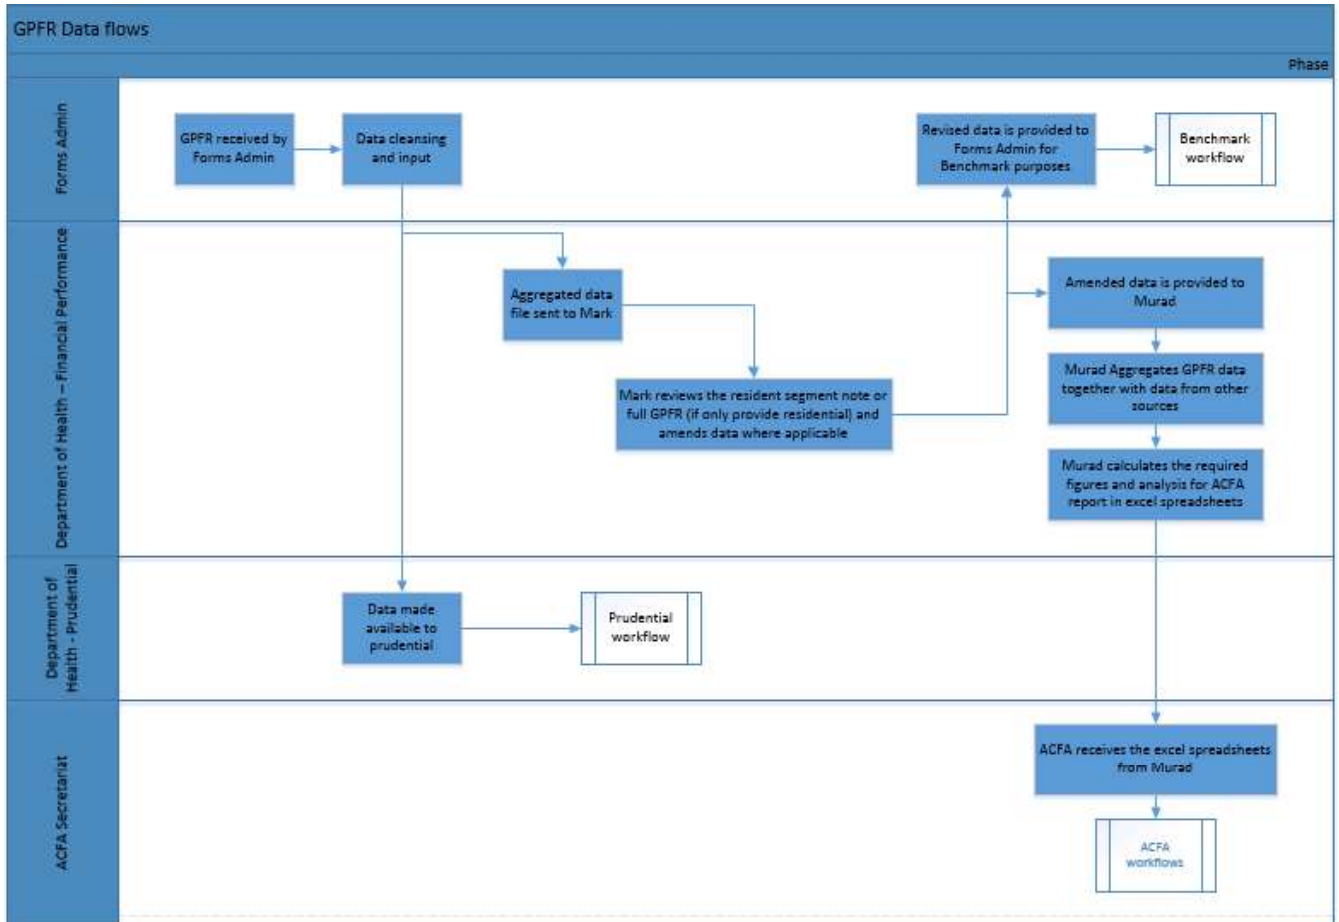 GPFR Data flows
Phase
Forms Admin
GPFR received by
Forms Admin
Data cleansing
and input
Revised data is provided to
Forms Admin for
Benchmark purposes
Benchmark
workflow
Department of Health – Financial Performance
Aggregated data
file sent to Mark
Mark reviews the resident segment note or
full GPFR (if only provide residential) and
amends data where applicable
Amended data is provided to
Murad
Murad Aggregates GPFR data
together with data from other
sources
Murad calculates the required
figures and analysis for ACFA
report in excel spreadsheets
Department of
Health - Prudential
Data made
available to
prudential
Prudential
workflow
ACFA Secretariat
ACFA receives the excel spreadsheets
from Murad
ACFA
workflows